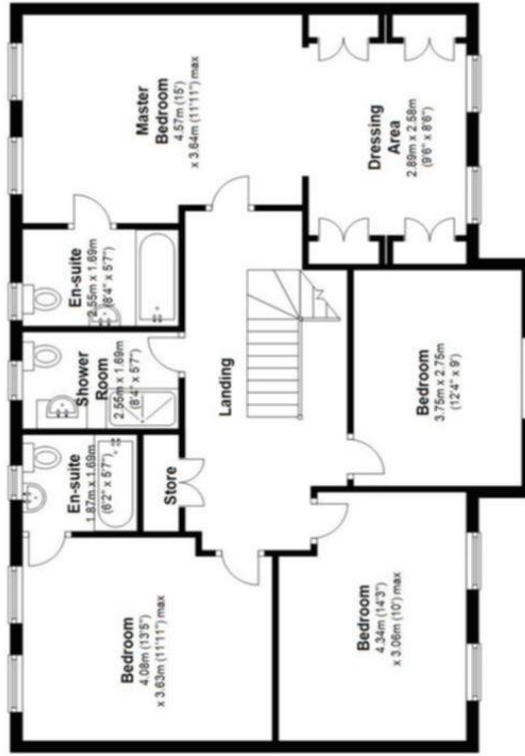 Master
Bedroom
4.57m (15')
x 3.64m (11'11") max
Dressing
Area
2.89m x 2.58m
(9'6" x 8'6")
En-suite
2.55m x 1.69m
(8'4" x 5'7")
Shower
Room
2.55m x 1.69m
(8'4" x 5'7")
Landing
Bedroom
3.75m x 2.75m
(12'4" x 9')
En-suite
1.87m x 1.69m
(6'2" x 5'7")
Store
Bedroom
4.08m (13'5")
x 3.63m (11'11") max
Bedroom
4.34m (14'3")
x 3.06m (10') max